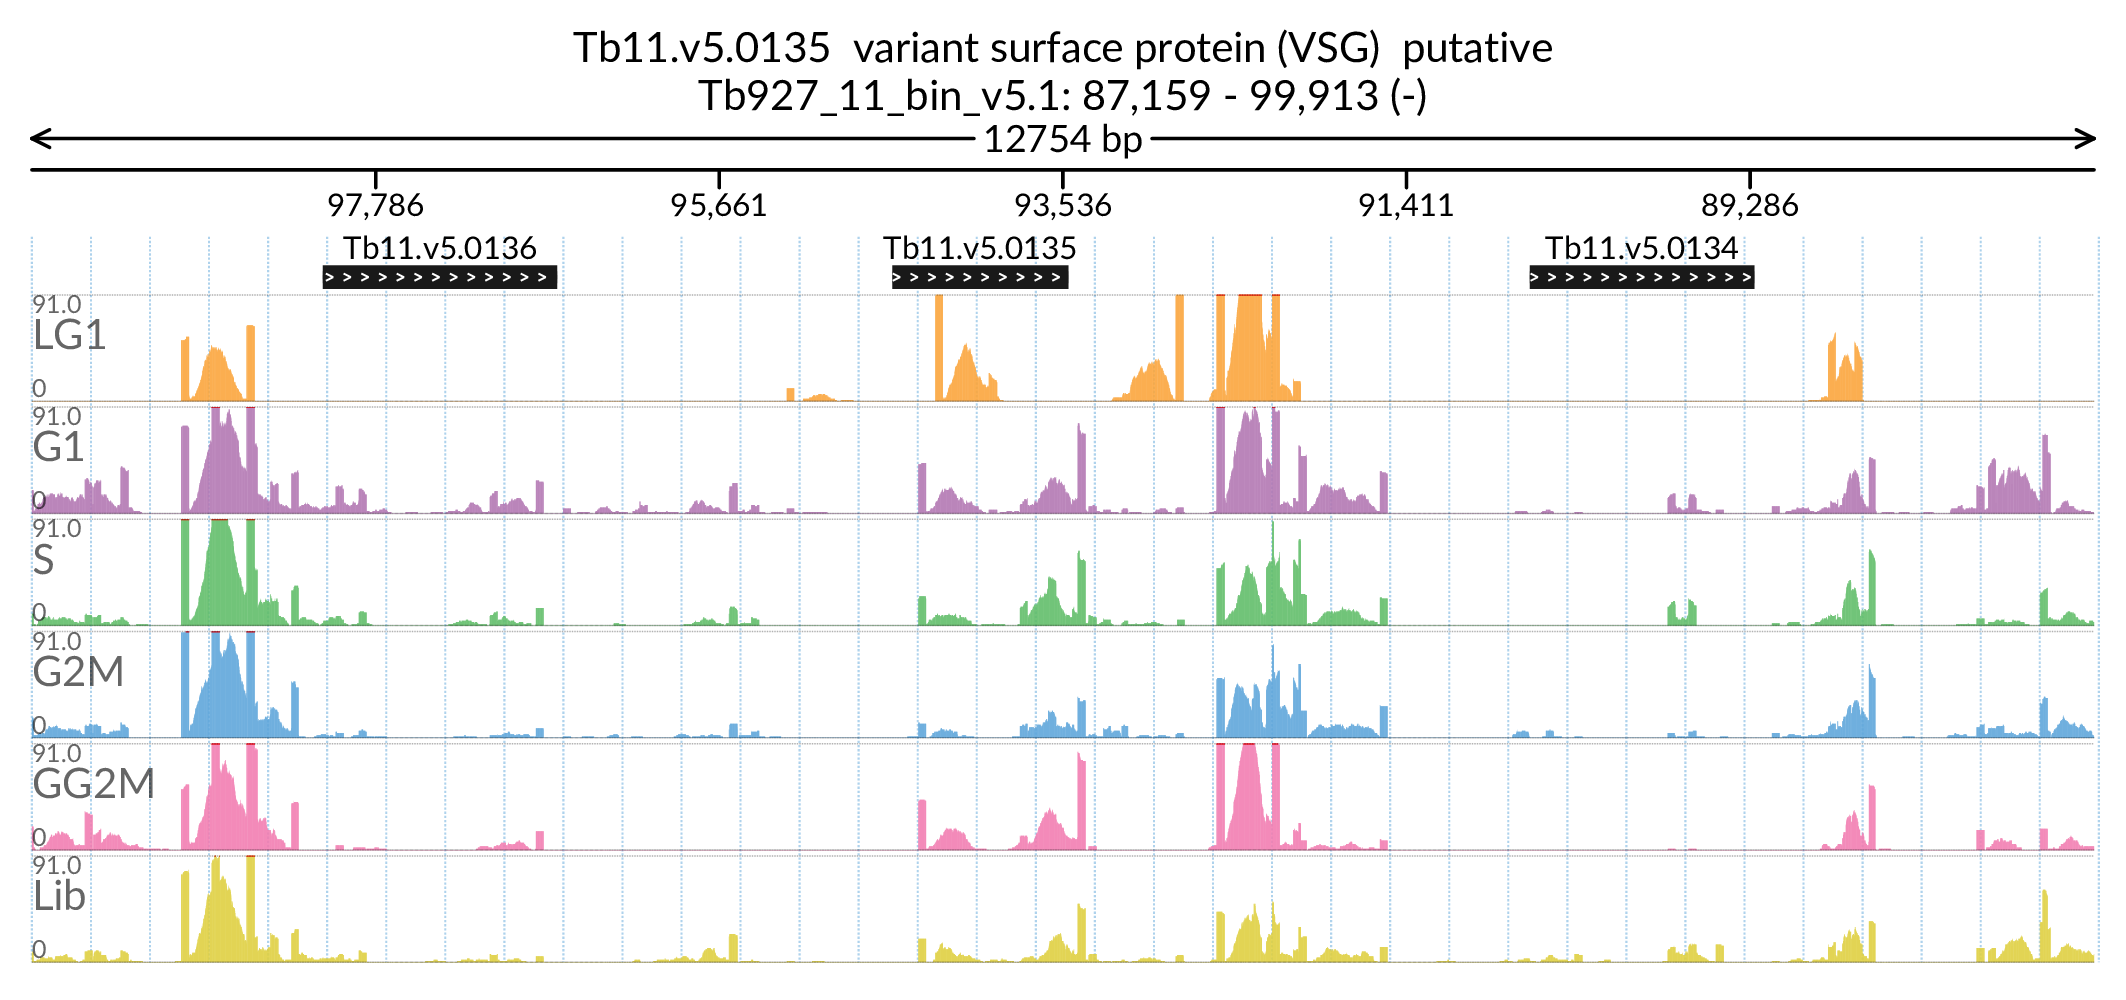 Tb11.v5.0135 variant surface protein (VSG) putative
Tb927_11_bin_v5.1: 87,159 - 99,913 (-)
12754 bp
97,786 95,661 93,536 91,411 89,286
Tb11.v5.0136 Tb11.v5.0135 Tb11.v5.0134
91.0
LG1
0
91.0
G1
0
91.0
S
0
91.0
G2M
0
91.0
GG2M
0
91.0
Lib
0